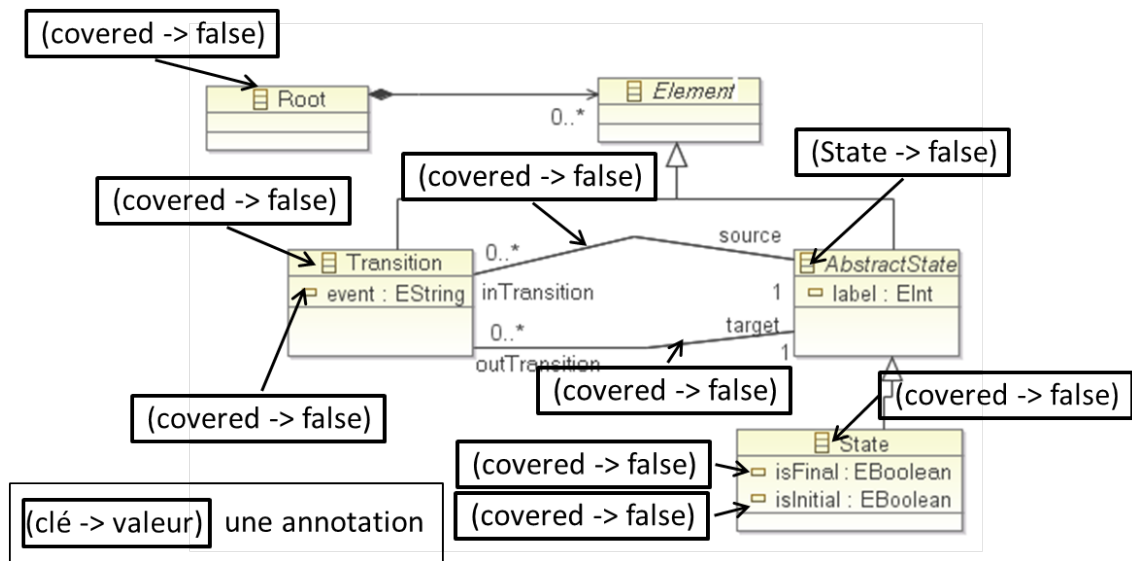 (covered -> false)
Root
0..*
Element
(State -> false)
(covered -> false)
(covered -> false)
Transition
event : EString
0..*
inTransition
source
1
AbstractState
label : EInt
0..*
outTransition
target
1
(covered -> false)
(covered -> false)
(covered -> false)
State
isFinal : EBoolean
isInitial : EBoolean
(covered -> false)
(covered -> false)
(clé -> valeur) une annotation